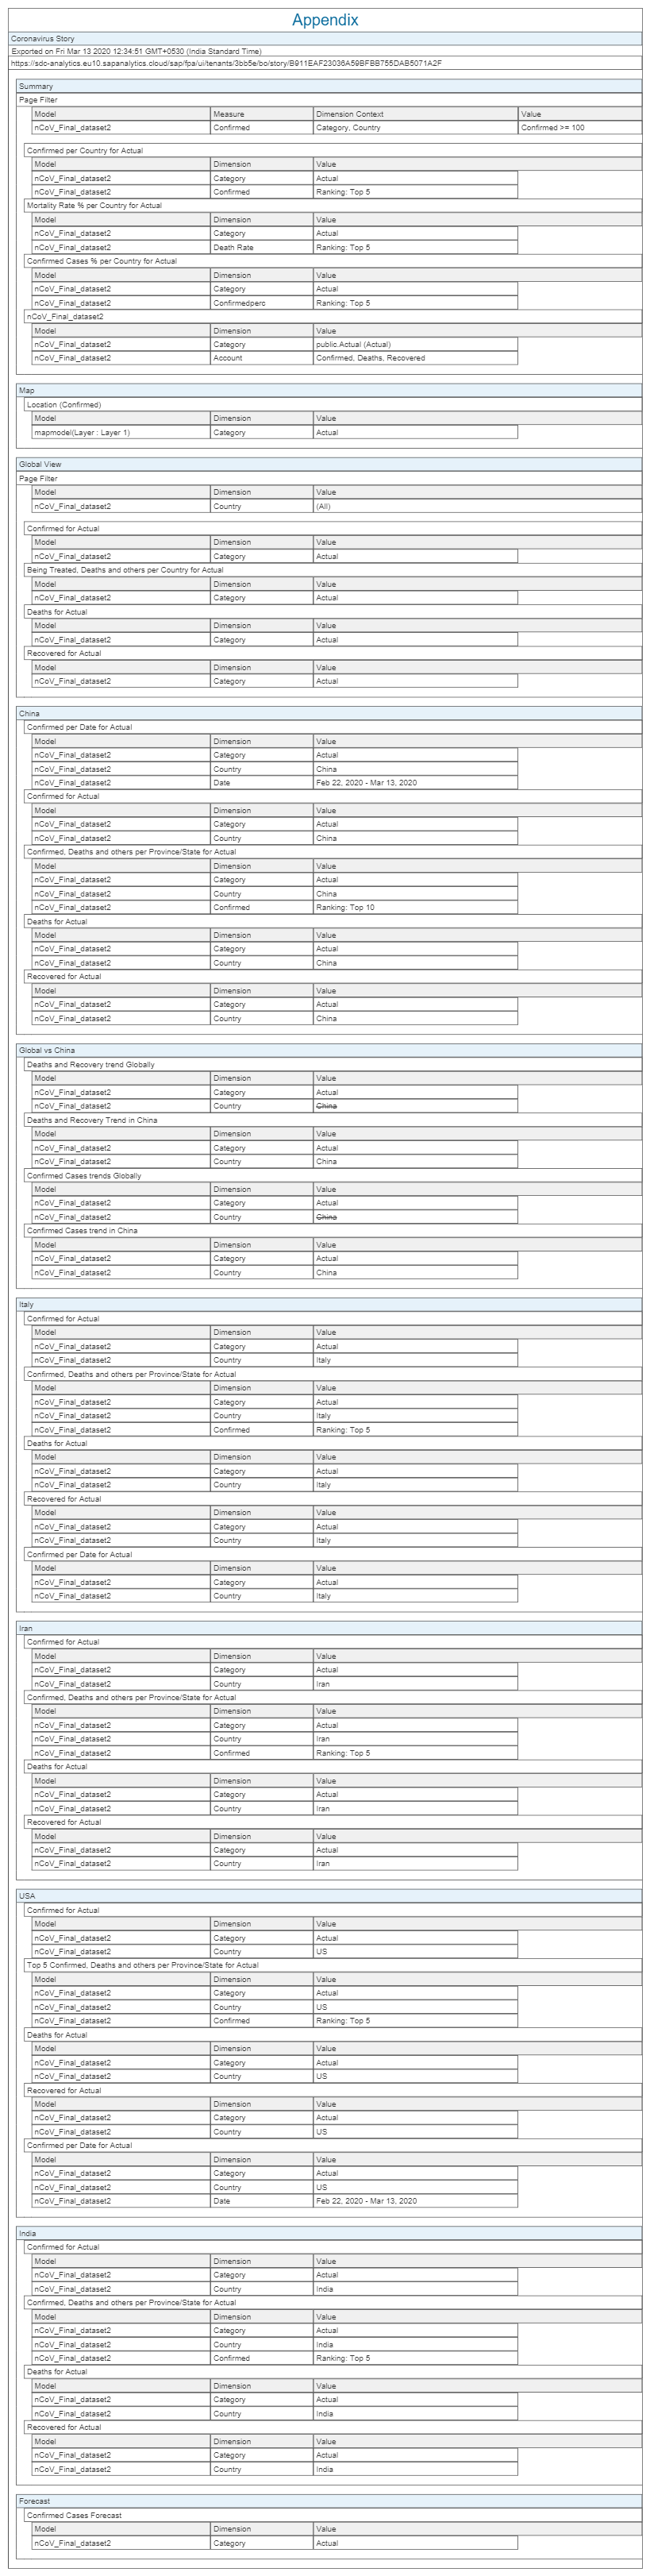 Appendix
Coronavirus Story
Exported on Fri Mar 13 2020 12:34:51 GMT+0530 (India Standard Time)
https://sdc-analytics.eu10.sapanalytics.cloud/sap/fpa/ui/tenants/3bb5e/bo/story/B911EAF23036A59BFBB755DAB5071A2F
Summary
Page Filter
Model Measure Dimension Context Value
nCoV_Final_dataset2 Confirmed Category, Country Confirmed >= 100
Confirmed per Country for Actual
Model Dimension Value
nCoV_Final_dataset2 Category Actual
nCoV_Final_dataset2 Confirmed Ranking: Top 5
Mortality Rate % per Country for Actual
Model Dimension Value
nCoV_Final_dataset2 Category Actual
nCoV_Final_dataset2 Death Rate Ranking: Top 5
Confirmed Cases % per Country for Actual
Model Dimension Value
nCoV_Final_dataset2 Category Actual
nCoV_Final_dataset2 Confirmedperc Ranking: Top 5
nCoV_Final_dataset2
Model Dimension Value
nCoV_Final_dataset2 Category public.Actual (Actual)
nCoV_Final_dataset2 Account Confirmed, Deaths, Recovered
Map
Location (Confirmed)
Model Dimension Value
mapmodel(Layer : Layer 1) Category Actual
Global View
Page Filter
Model Dimension Value
nCoV_Final_dataset2 Country (All)
Confirmed for Actual
Model Dimension Value
nCoV_Final_dataset2 Category Actual
Being Treated, Deaths and others per Country for Actual
Model Dimension Value
nCoV_Final_dataset2 Category Actual
Deaths for Actual
Model Dimension Value
nCoV_Final_dataset2 Category Actual
Recovered for Actual
Model Dimension Value
nCoV_Final_dataset2 Category Actual
China
Confirmed per Date for Actual
Model Dimension Value
nCoV_Final_dataset2 Category Actual
nCoV_Final_dataset2 Country China
nCoV_Final_dataset2 Date Feb 22, 2020 - Mar 13, 2020
Confirmed for Actual
Model Dimension Value
nCoV_Final_dataset2 Category Actual
nCoV_Final_dataset2 Country China
Confirmed, Deaths and others per Province/State for Actual
Model Dimension Value
nCoV_Final_dataset2 Category Actual
nCoV_Final_dataset2 Country China
nCoV_Final_dataset2 Confirmed Ranking: Top 10
Deaths for Actual
Model Dimension Value
nCoV_Final_dataset2 Category Actual
nCoV_Final_dataset2 Country China
Recovered for Actual
Model Dimension Value
nCoV_Final_dataset2 Category Actual
nCoV_Final_dataset2 Country China
Global vs China
Deaths and Recovery trend Globally
Model Dimension Value
nCoV_Final_dataset2 Category Actual
nCoV_Final_dataset2 Country China
Deaths and Recovery Trend in China
Model Dimension Value
nCoV_Final_dataset2 Category Actual
nCoV_Final_dataset2 Country China
Confirmed Cases trends Globally
Model Dimension Value
nCoV_Final_dataset2 Category Actual
nCoV_Final_dataset2 Country China
Confirmed Cases trend in China
Model Dimension Value
nCoV_Final_dataset2 Category Actual
nCoV_Final_dataset2 Country China
Italy
Confirmed for Actual
Model Dimension Value
nCoV_Final_dataset2 Category Actual
nCoV_Final_dataset2 Country Italy
Confirmed, Deaths and others per Province/State for Actual
Model Dimension Value
nCoV_Final_dataset2 Category Actual
nCoV_Final_dataset2 Country Italy
nCoV_Final_dataset2 Confirmed Ranking: Top 5
Deaths for Actual
Model Dimension Value
nCoV_Final_dataset2 Category Actual
nCoV_Final_dataset2 Country Italy
Recovered for Actual
Model Dimension Value
nCoV_Final_dataset2 Category Actual
nCoV_Final_dataset2 Country Italy
Confirmed per Date for Actual
Model Dimension Value
nCoV_Final_dataset2 Category Actual
nCoV_Final_dataset2 Country Italy
Iran
Confirmed for Actual
Model Dimension Value
nCoV_Final_dataset2 Category Actual
nCoV_Final_dataset2 Country Iran
Confirmed, Deaths and others per Province/State for Actual
Model Dimension Value
nCoV_Final_dataset2 Category Actual
nCoV_Final_dataset2 Country Iran
nCoV_Final_dataset2 Confirmed Ranking: Top 5
Deaths for Actual
Model Dimension Value
nCoV_Final_dataset2 Category Actual
nCoV_Final_dataset2 Country Iran
Recovered for Actual
Model Dimension Value
nCoV_Final_dataset2 Category Actual
nCoV_Final_dataset2 Country Iran
USA
Confirmed for Actual
Model Dimension Value
nCoV_Final_dataset2 Category Actual
nCoV_Final_dataset2 Country US
Top 5 Confirmed, Deaths and others per Province/State for Actual
Model Dimension Value
nCoV_Final_dataset2 Category Actual
nCoV_Final_dataset2 Country US
nCoV_Final_dataset2 Confirmed Ranking: Top 5
Deaths for Actual
Model Dimension Value
nCoV_Final_dataset2 Category Actual
nCoV_Final_dataset2 Country US
Recovered for Actual
Model Dimension Value
nCoV_Final_dataset2 Category Actual
nCoV_Final_dataset2 Country US
Confirmed per Date for Actual
Model Dimension Value
nCoV_Final_dataset2 Category Actual
nCoV_Final_dataset2 Country US
nCoV_Final_dataset2 Date Feb 22, 2020 - Mar 13, 2020
India
Confirmed for Actual
Model Dimension Value
nCoV_Final_dataset2 Category Actual
nCoV_Final_dataset2 Country India
Confirmed, Deaths and others per Province/State for Actual
Model Dimension Value
nCoV_Final_dataset2 Category Actual
nCoV_Final_dataset2 Country India
nCoV_Final_dataset2 Confirmed Ranking: Top 5
Deaths for Actual
Model Dimension Value
nCoV_Final_dataset2 Category Actual
nCoV_Final_dataset2 Country India
Recovered for Actual
Model Dimension Value
nCoV_Final_dataset2 Category Actual
nCoV_Final_dataset2 Country India
Forecast
Confirmed Cases Forecast
Model Dimension Value
nCoV_Final_dataset2 Category Actual